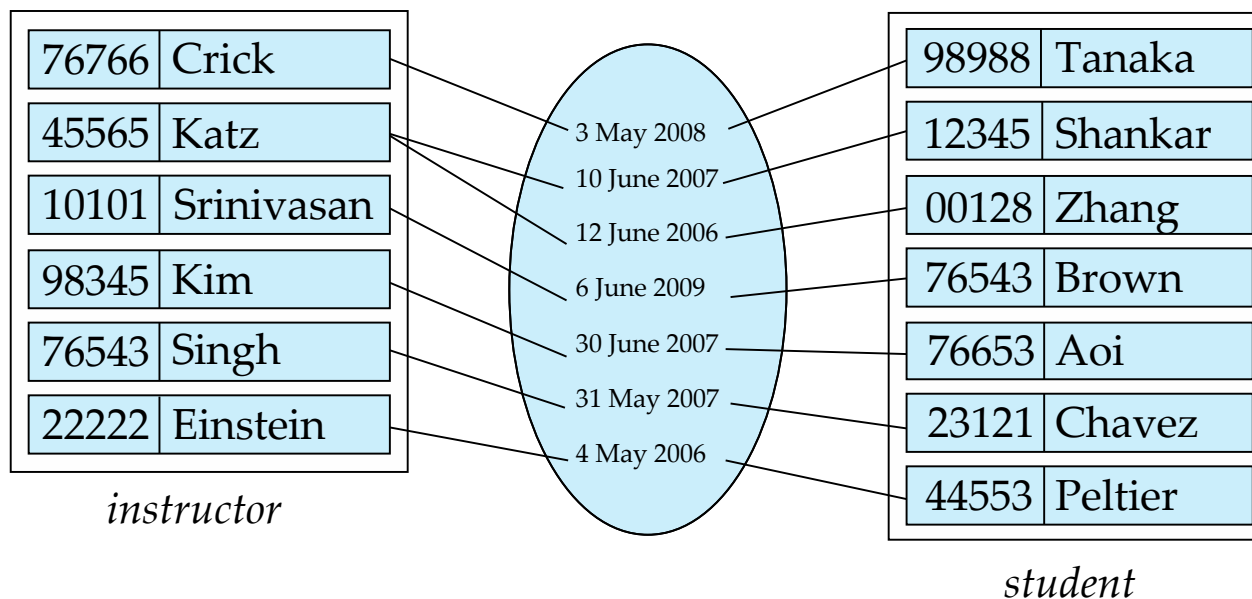 76766 Crick
45565 Katz
10101 Srinivasan
98345 Kim
76543 Singh
22222 Einstein
instructor
3 May 2008
10 June 2007
12 June 2006
6 June 2009
30 June 2007
31 May 2007
4 May 2006
98988 Tanaka
12345 Shankar
00128 Zhang
76543 Brown
76653 Aoi
23121 Chavez
44553 Peltier
student